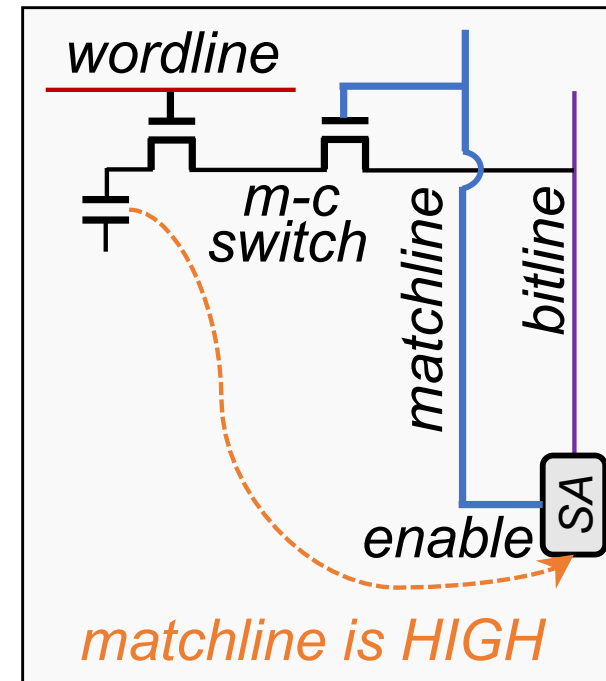 wordline
m-c
switch
matchline
bitline
SA
enable
matchline is HIGH